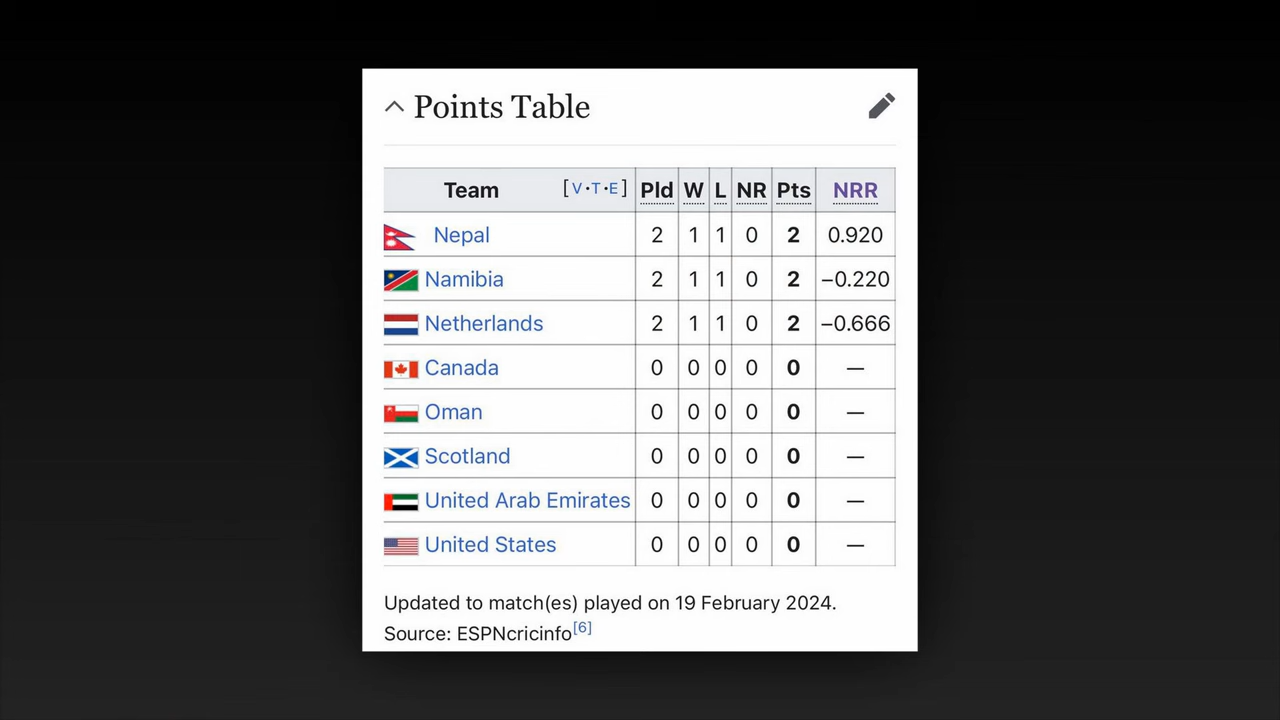 Points Table
Team [V·T·E] Pld W L NR Pts NRR
Nepal 2 1 1 0 2 0.920
Namibia 2 1 1 0 2 −0.220
Netherlands 2 1 1 0 2 −0.666
Canada 0 0 0 0 0 —
Oman 0 0 0 0 0 —
Scotland 0 0 0 0 0 —
United Arab Emirates 0 0 0 0 0 —
United States 0 0 0 0 0 —
Updated to match(es) played on 19 February 2024.
Source: ESPNcricinfo[6]